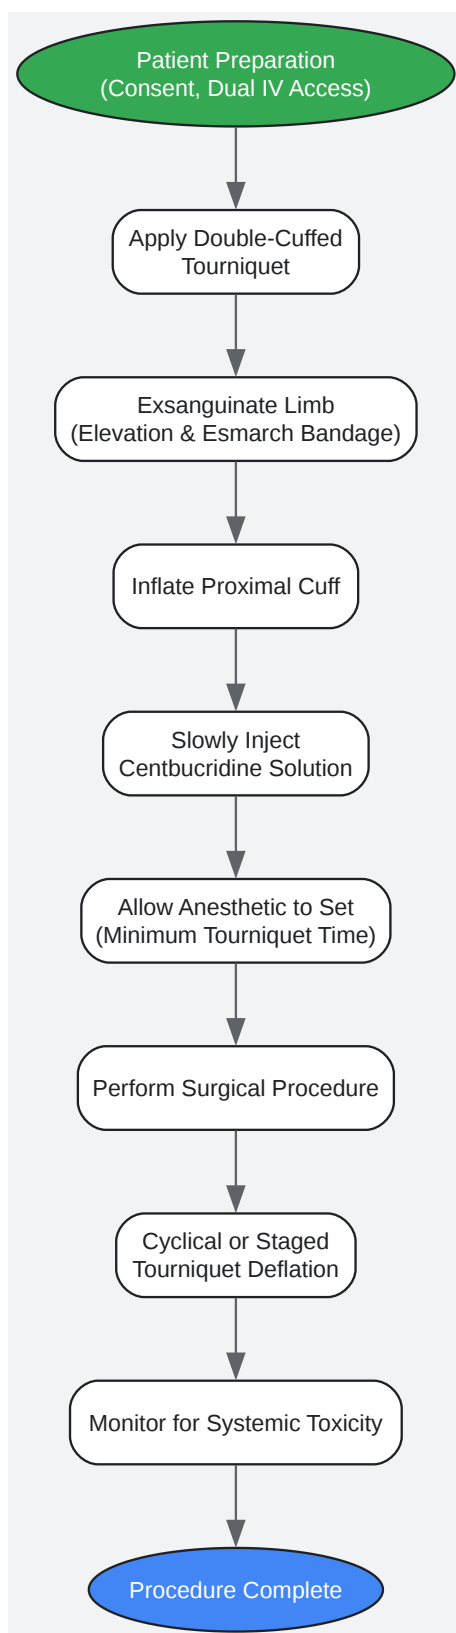 Patient Preparation
(Consent, Dual IV Access)
Apply Double-Cuffed
Tourniquet
Exsanguinate Limb
(Elevation & Esmarch Bandage)
Inflate Proximal Cuff
Slowly Inject
Centbucridine Solution
Allow Anesthetic to Set
(Minimum Tourniquet Time)
Perform Surgical Procedure
Cyclical or Staged
Tourniquet Deflation
Monitor for Systemic Toxicity
Procedure Complete